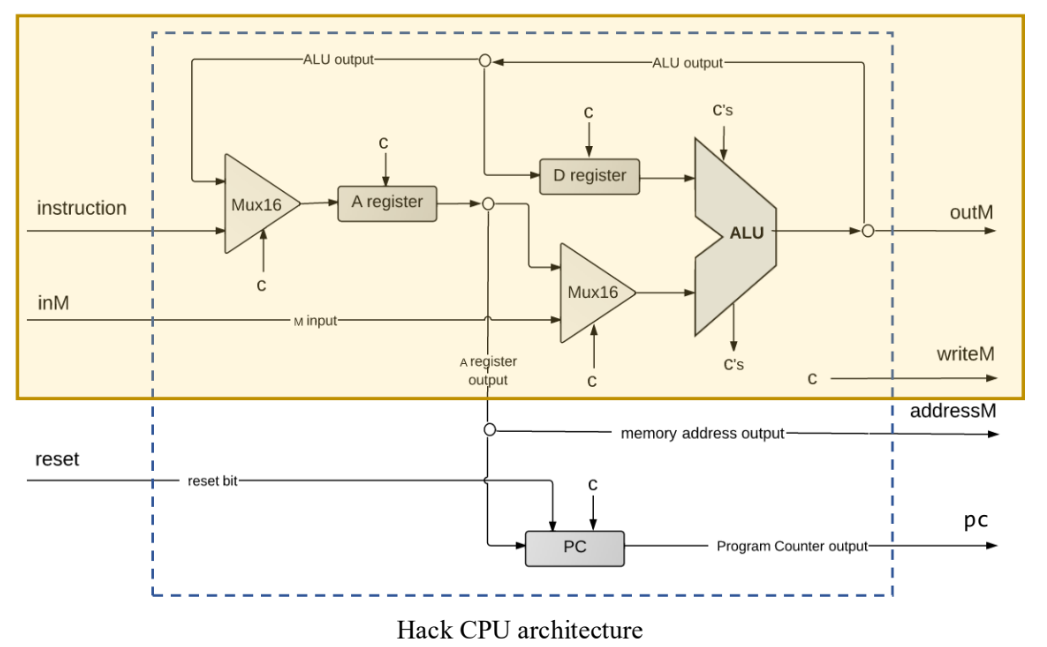 ALU output
ALU output
c
c
c's
D register
instruction
Mux16
A register
outM
ALU
c
inM
M input
Mux16
A register
output
c
c's
writeM
c
addressM
memory address output
reset
reset bit
c
pc
PC
Program Counter output
Hack CPU architecture